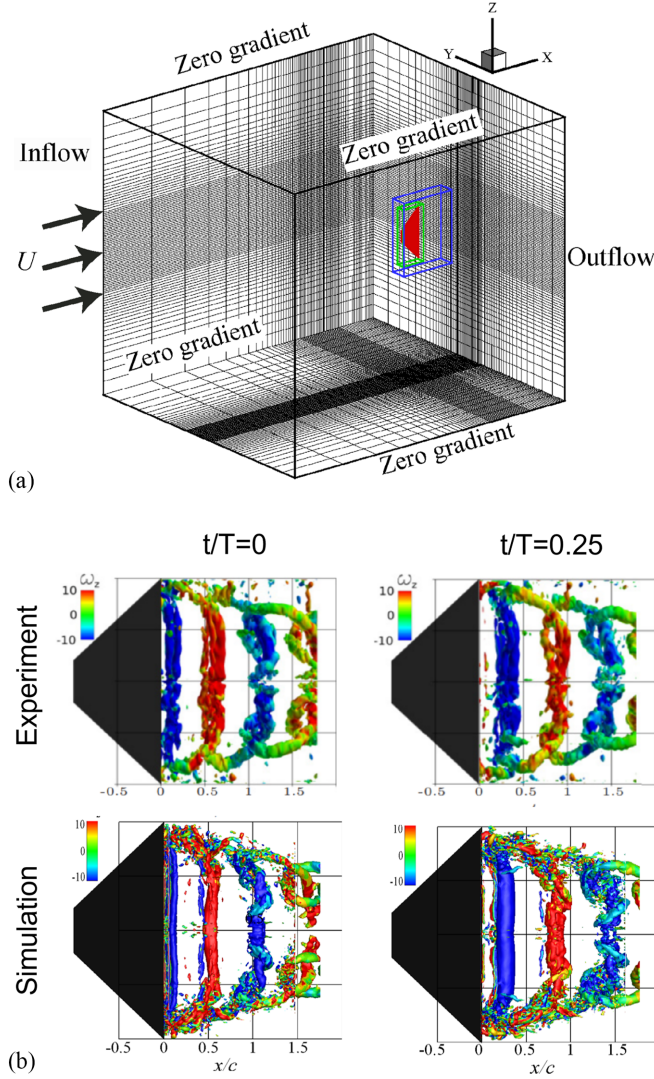 Zero gradient
Z
Y
X
Inflow
Zero gradient
U
Outflow
Zero gradient
Zero gradient
(a)
t/T=0
t/T=0.25
Experiment
ω_z
10
0
-10
-0.5
0
0.5
1
1.5
ω_z
10
0
-10
-0.5
0
0.5
1
1.5
Simulation
10
0
-10
-0.5
0
0.5
1
1.5
x/c
10
0
-10
-0.5
0
0.5
1
1.5
x/c
(b)